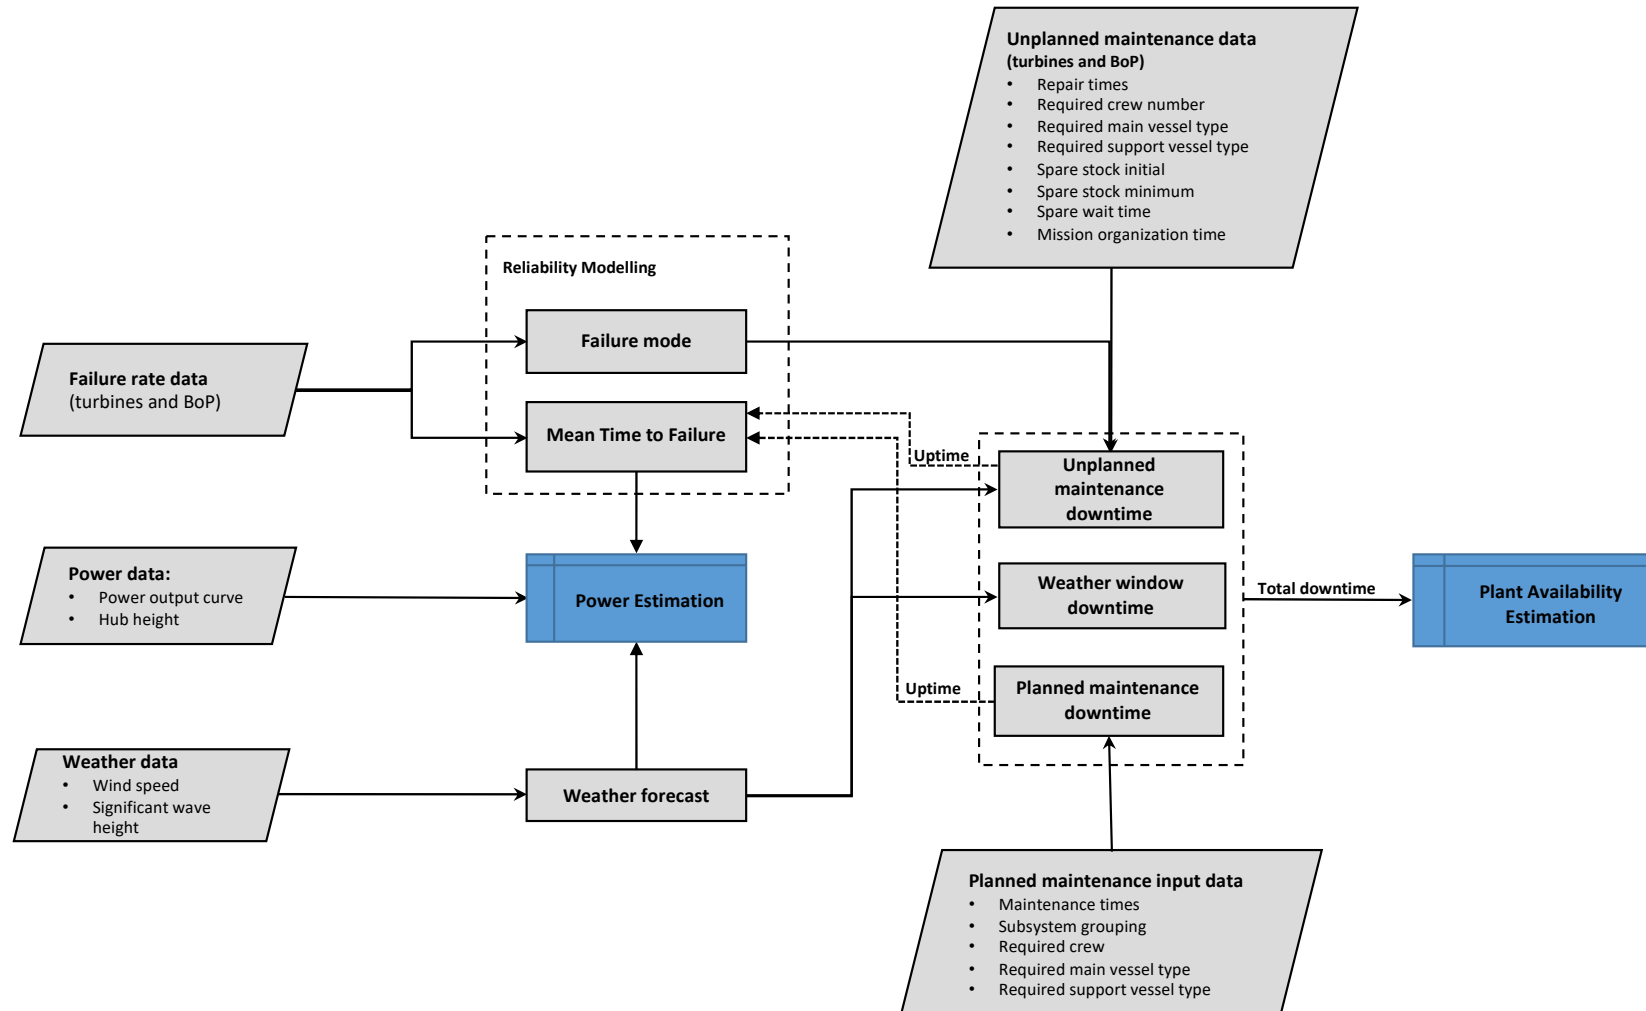 Unplanned maintenance data
(turbines and BoP)
• Repair times
• Required crew number
• Required main vessel type
• Required support vessel type
• Spare stock initial
• Spare stock minimum
• Spare wait time
• Mission organization time
Reliability Modelling
Failure mode
Failure rate data
(turbines and BoP)
Mean Time to Failure
Uptime
Unplanned
maintenance
downtime
Power data:
• Power output curve
• Hub height
Power Estimation
Weather window
downtime
Total downtime
Plant Availability
Estimation
Uptime
Planned maintenance
downtime
Weather data
• Wind speed
• Significant wave
height
Weather forecast
Planned maintenance input data
• Maintenance times
• Subsystem grouping
• Required crew
• Required main vessel type
• Required support vessel type